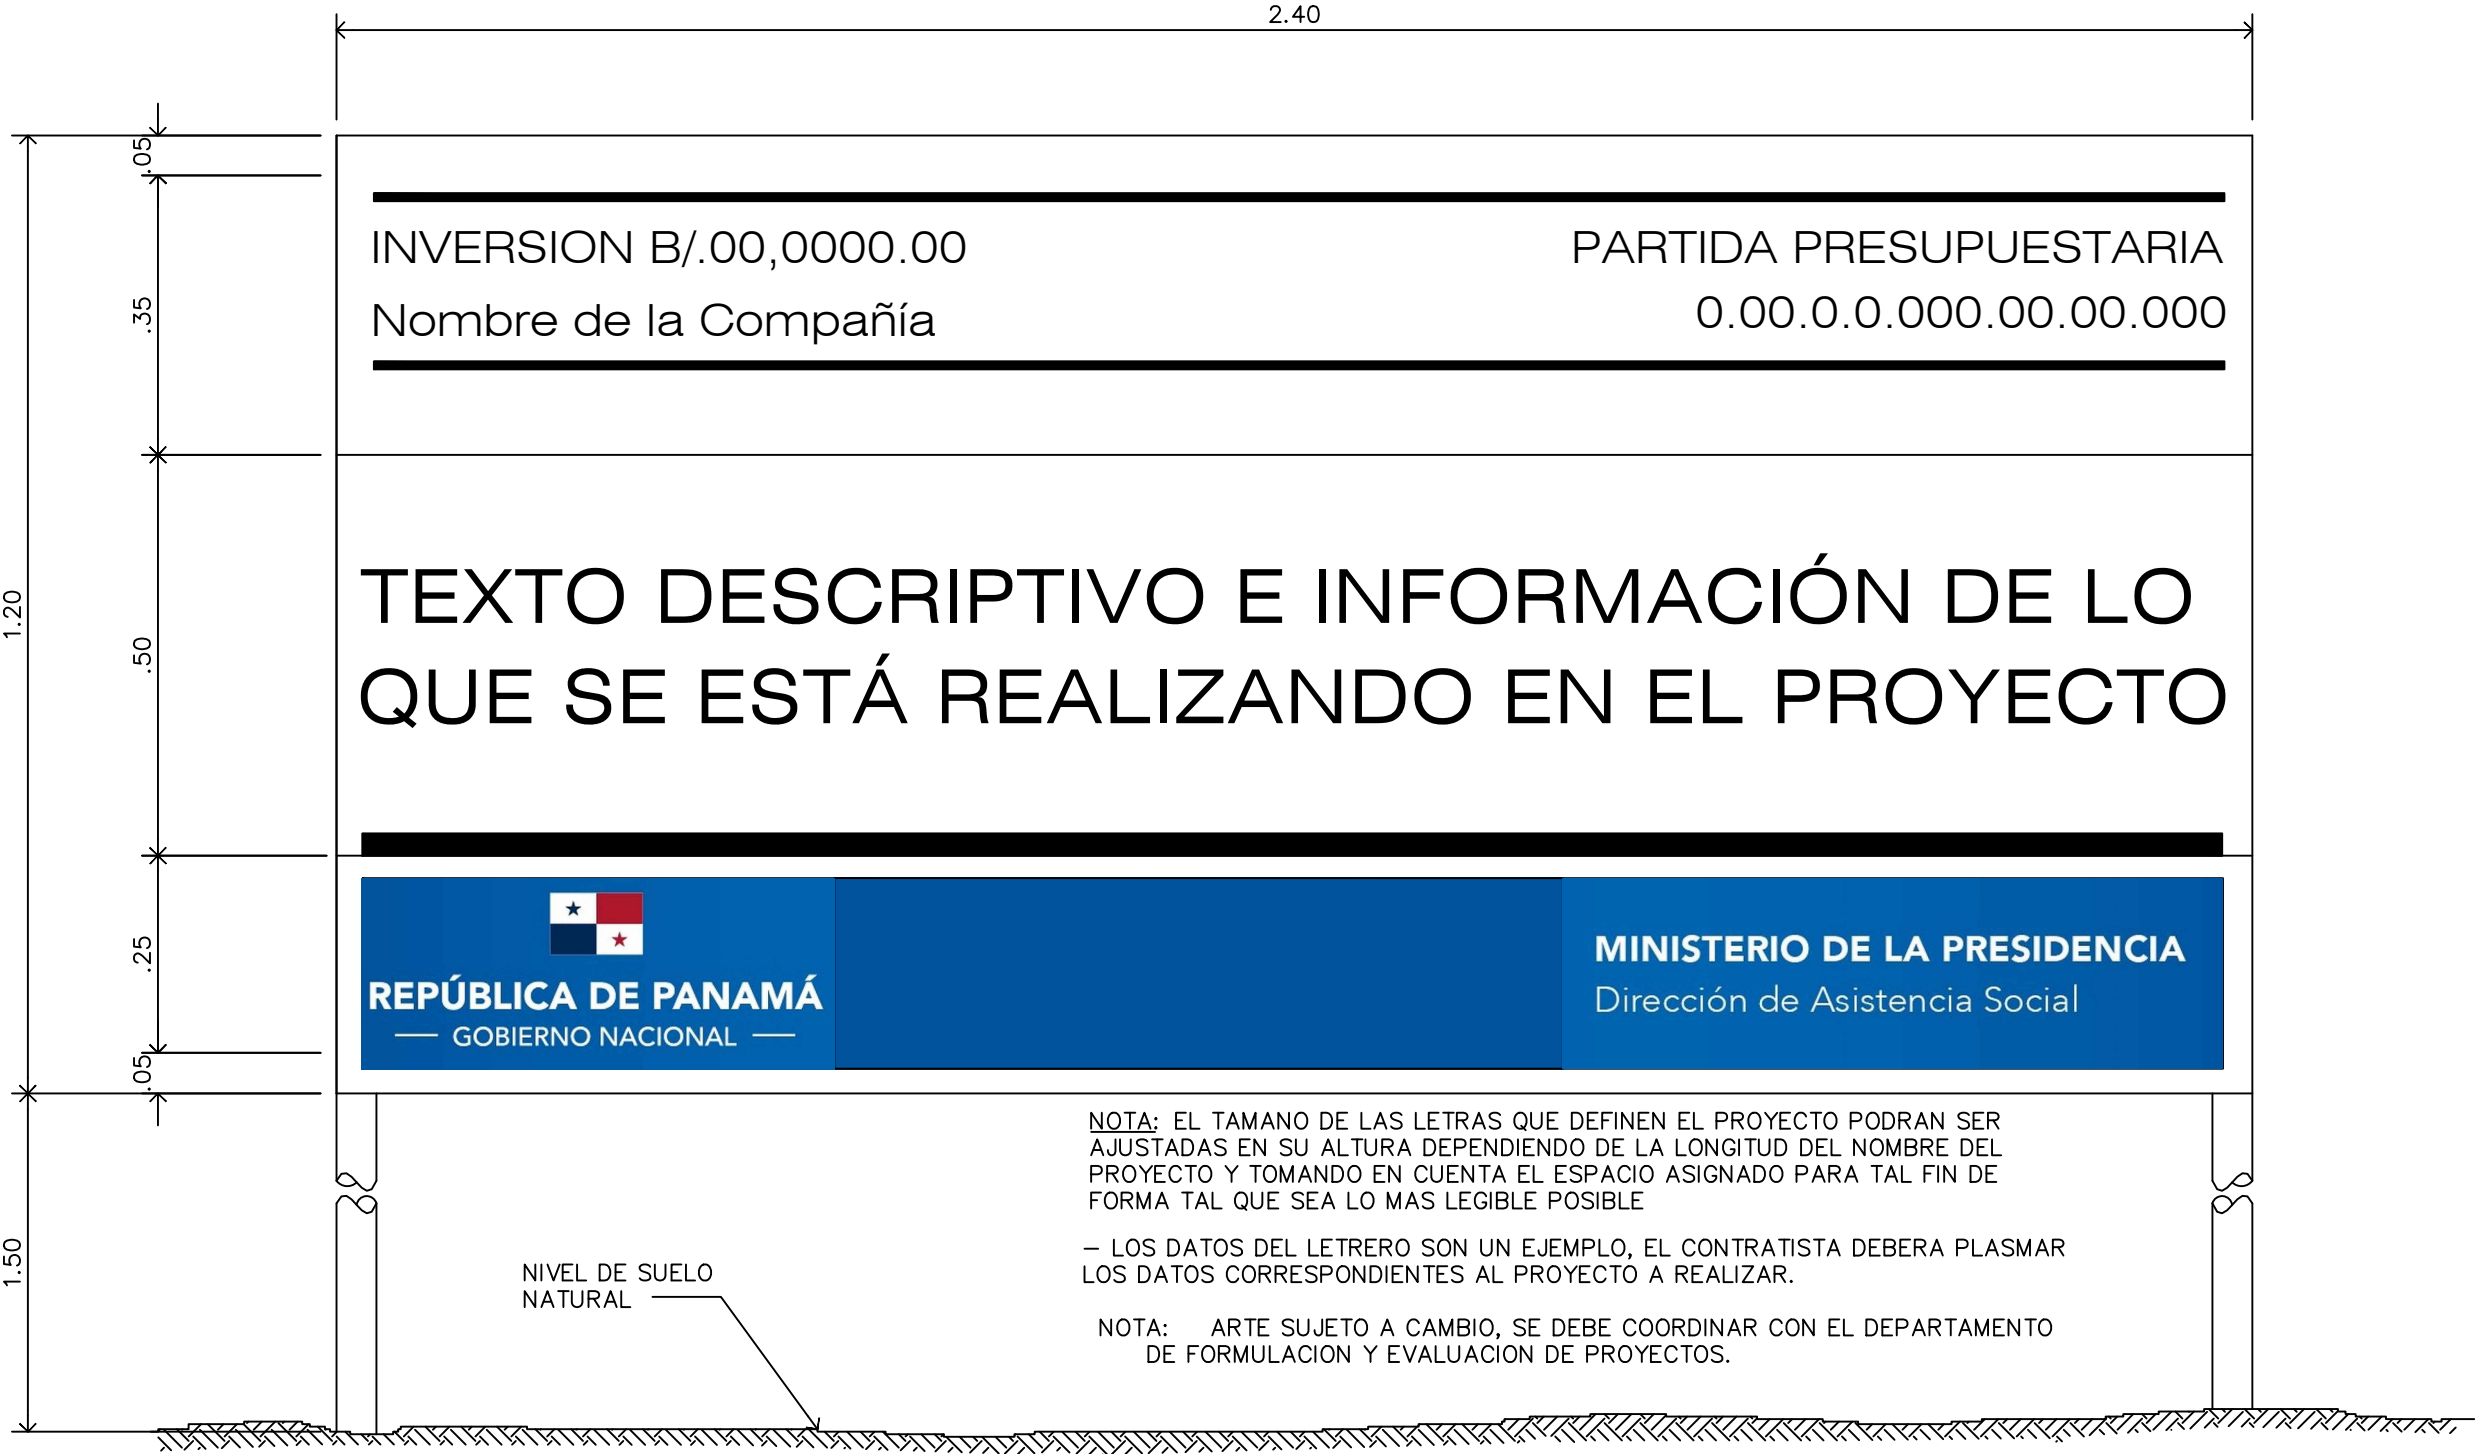 2.40
.05
INVERSION B/.00,0000.00
PARTIDA PRESUPUESTARIA
.35
Nombre de la Compañía
0.00.0.0.000.00.00.000
1.20
.50
TEXTO DESCRIPTIVO E INFORMACIÓN DE LO
QUE SE ESTÁ REALIZANDO EN EL PROYECTO
.25
REPÚBLICA DE PANAMÁ
GOBIERNO NACIONAL
MINISTERIO DE LA PRESIDENCIA
Dirección de Asistencia Social
.05
NOTA: EL TAMANO DE LAS LETRAS QUE DEFINEN EL PROYECTO PODRAN SER
AJUSTADAS EN SU ALTURA DEPENDIENDO DE LA LONGITUD DEL NOMBRE DEL
PROYECTO Y TOMANDO EN CUENTA EL ESPACIO ASIGNADO PARA TAL FIN DE
FORMA TAL QUE SEA LO MAS LEGIBLE POSIBLE
– LOS DATOS DEL LETRERO SON UN EJEMPLO, EL CONTRATISTA DEBERA PLASMAR
LOS DATOS CORRESPONDIENTES AL PROYECTO A REALIZAR.
1.50
NIVEL DE SUELO
NATURAL
NOTA: ARTE SUJETO A CAMBIO, SE DEBE COORDINAR CON EL DEPARTAMENTO
DE FORMULACION Y EVALUACION DE PROYECTOS.